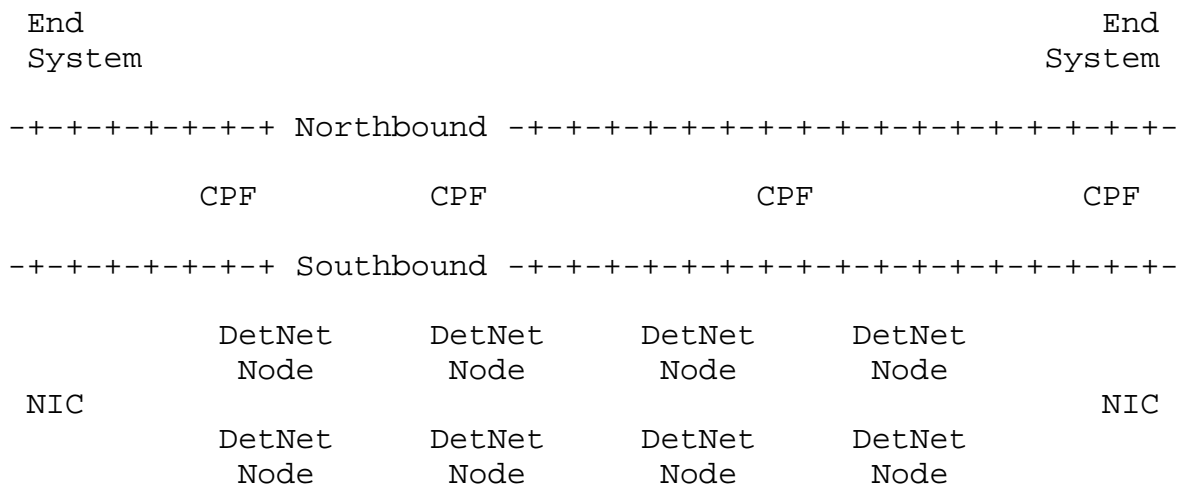 End End
System System
-+-+-+-+-+-+-+ Northbound -+-+-+-+-+-+-+-+-+-+-+-+-+-+-+-+-+-
CPF CPF CPF CPF
-+-+-+-+-+-+-+ Southbound -+-+-+-+-+-+-+-+-+-+-+-+-+-+-+-+-+-
DetNet DetNet DetNet DetNet
Node Node Node Node
NIC NIC
DetNet DetNet DetNet DetNet
Node Node Node Node